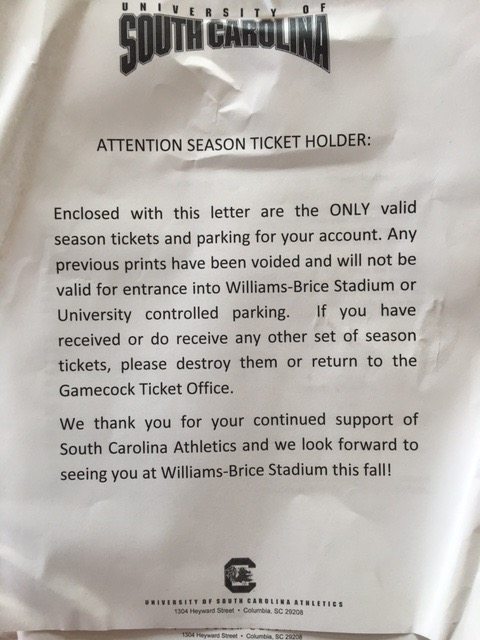 UNIVERSITY OF
SOUTH CAROLINA
ATTENTION SEASON TICKET HOLDER:
Enclosed with this letter are the ONLY valid
season tickets and parking for your account. Any
previous prints have been voided and will not be
valid for entrance into Williams-Brice Stadium or
University controlled parking. If you have
received or do receive any other set of season
tickets, please destroy them or return to the
Gamecock Ticket Office.
We thank you for your continued support of
South Carolina Athletics and we look forward to
seeing you at Williams-Brice Stadium this fall!
C
UNIVERSITY OF SOUTH CAROLINA ATHLETICS
1304 Heyward Street • Columbia, SC 29208
1304 Heyward Street • Columbia, SC 29208